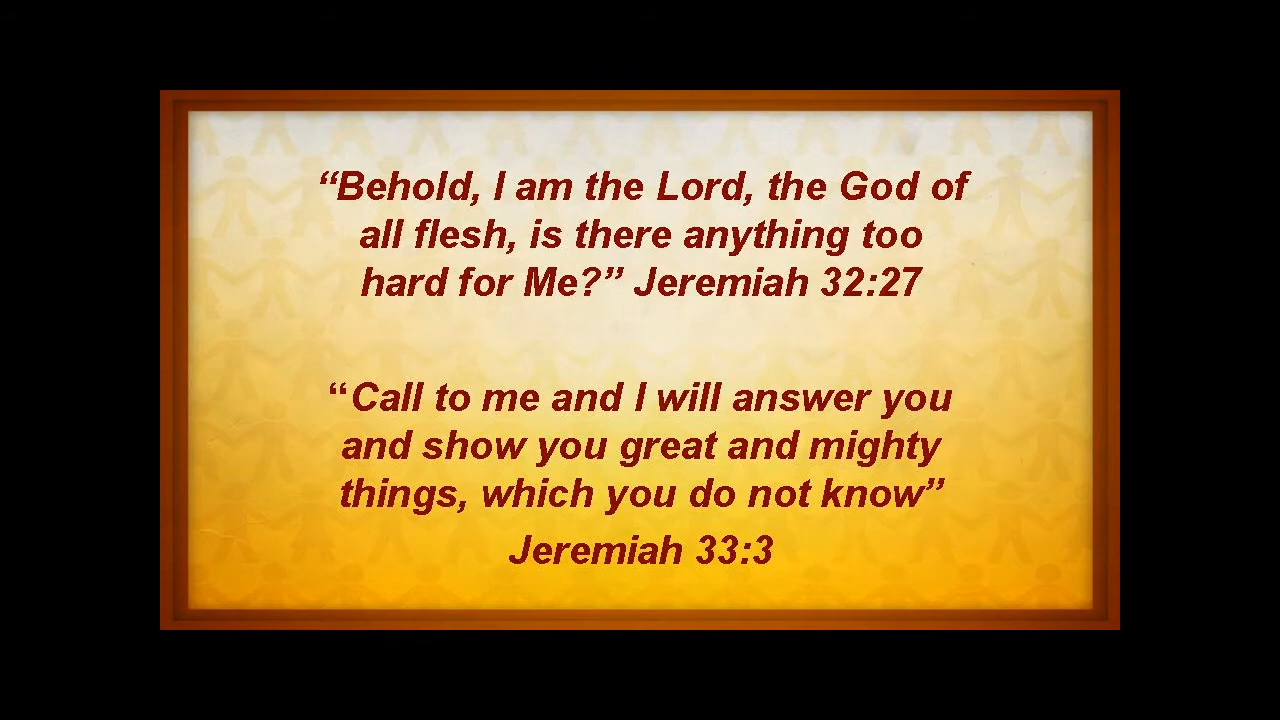 “Behold, I am the Lord, the God of
all flesh, is there anything too
hard for Me?” Jeremiah 32:27
“Call to me and I will answer you
and show you great and mighty
things, which you do not know”
Jeremiah 33:3